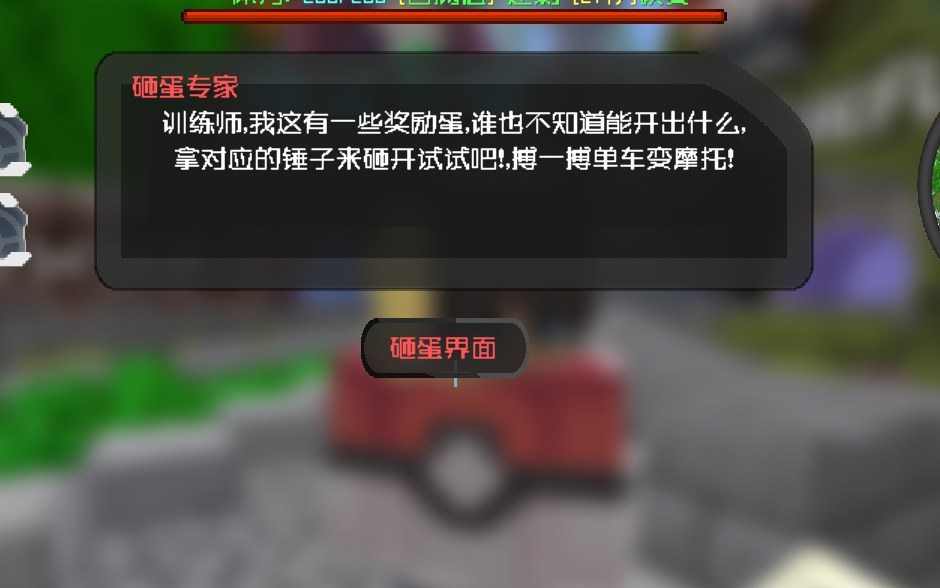 砸蛋专家
训练师,我这有一些奖励蛋,谁也不知道能开出什么,
拿对应的锤子来砸开试试吧!,搏一搏单车变摩托!
砸蛋界面